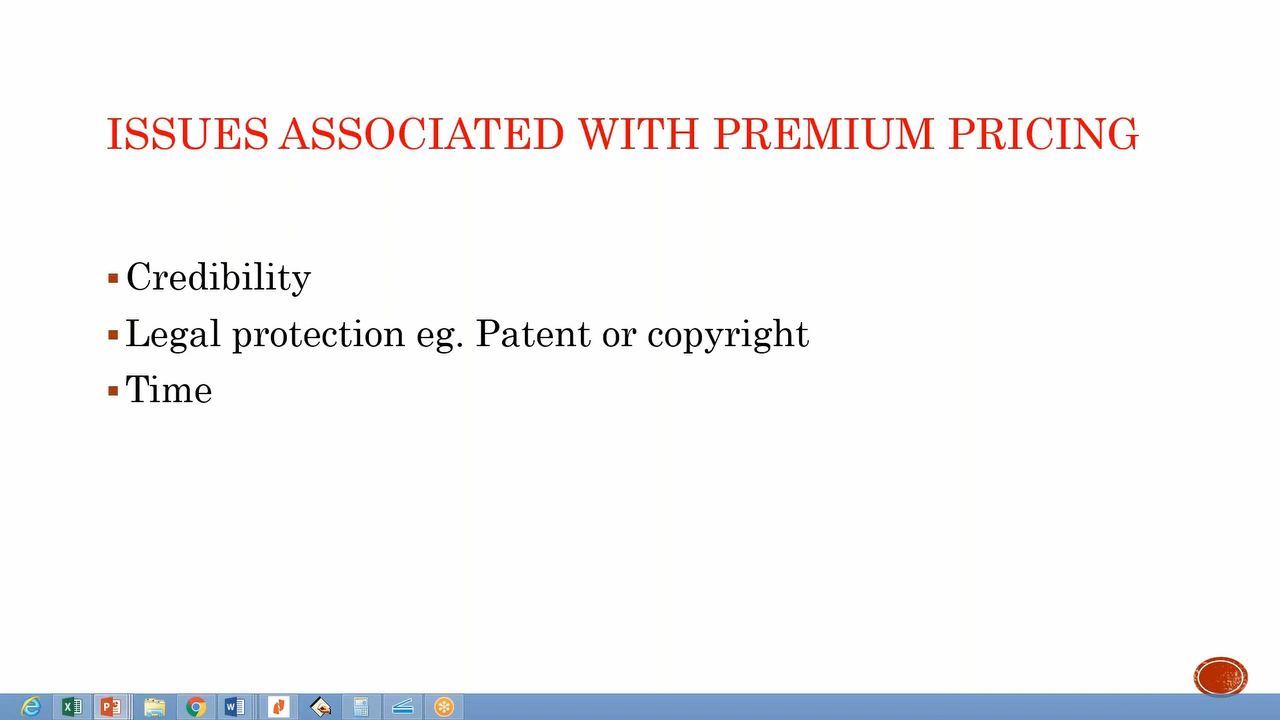 ISSUES ASSOCIATED WITH PREMIUM PRICING
Credibility
Legal protection eg. Patent or copyright
Time